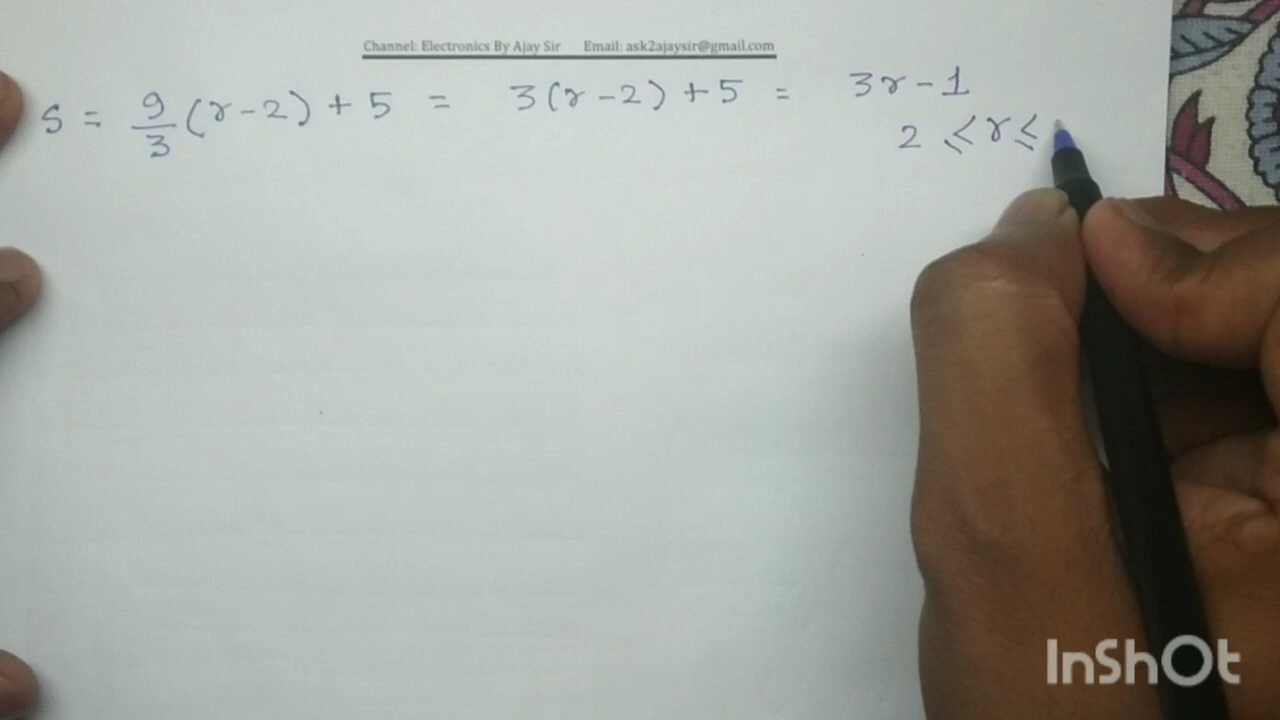 Channel: Electronics By Ajay Sir Email: ask2ajaysir@gmail.com
S = 9/3 (r - 2) + 5 = 3(r - 2) + 5 = 3r - 1
2 ≤ r ≤
InShOt